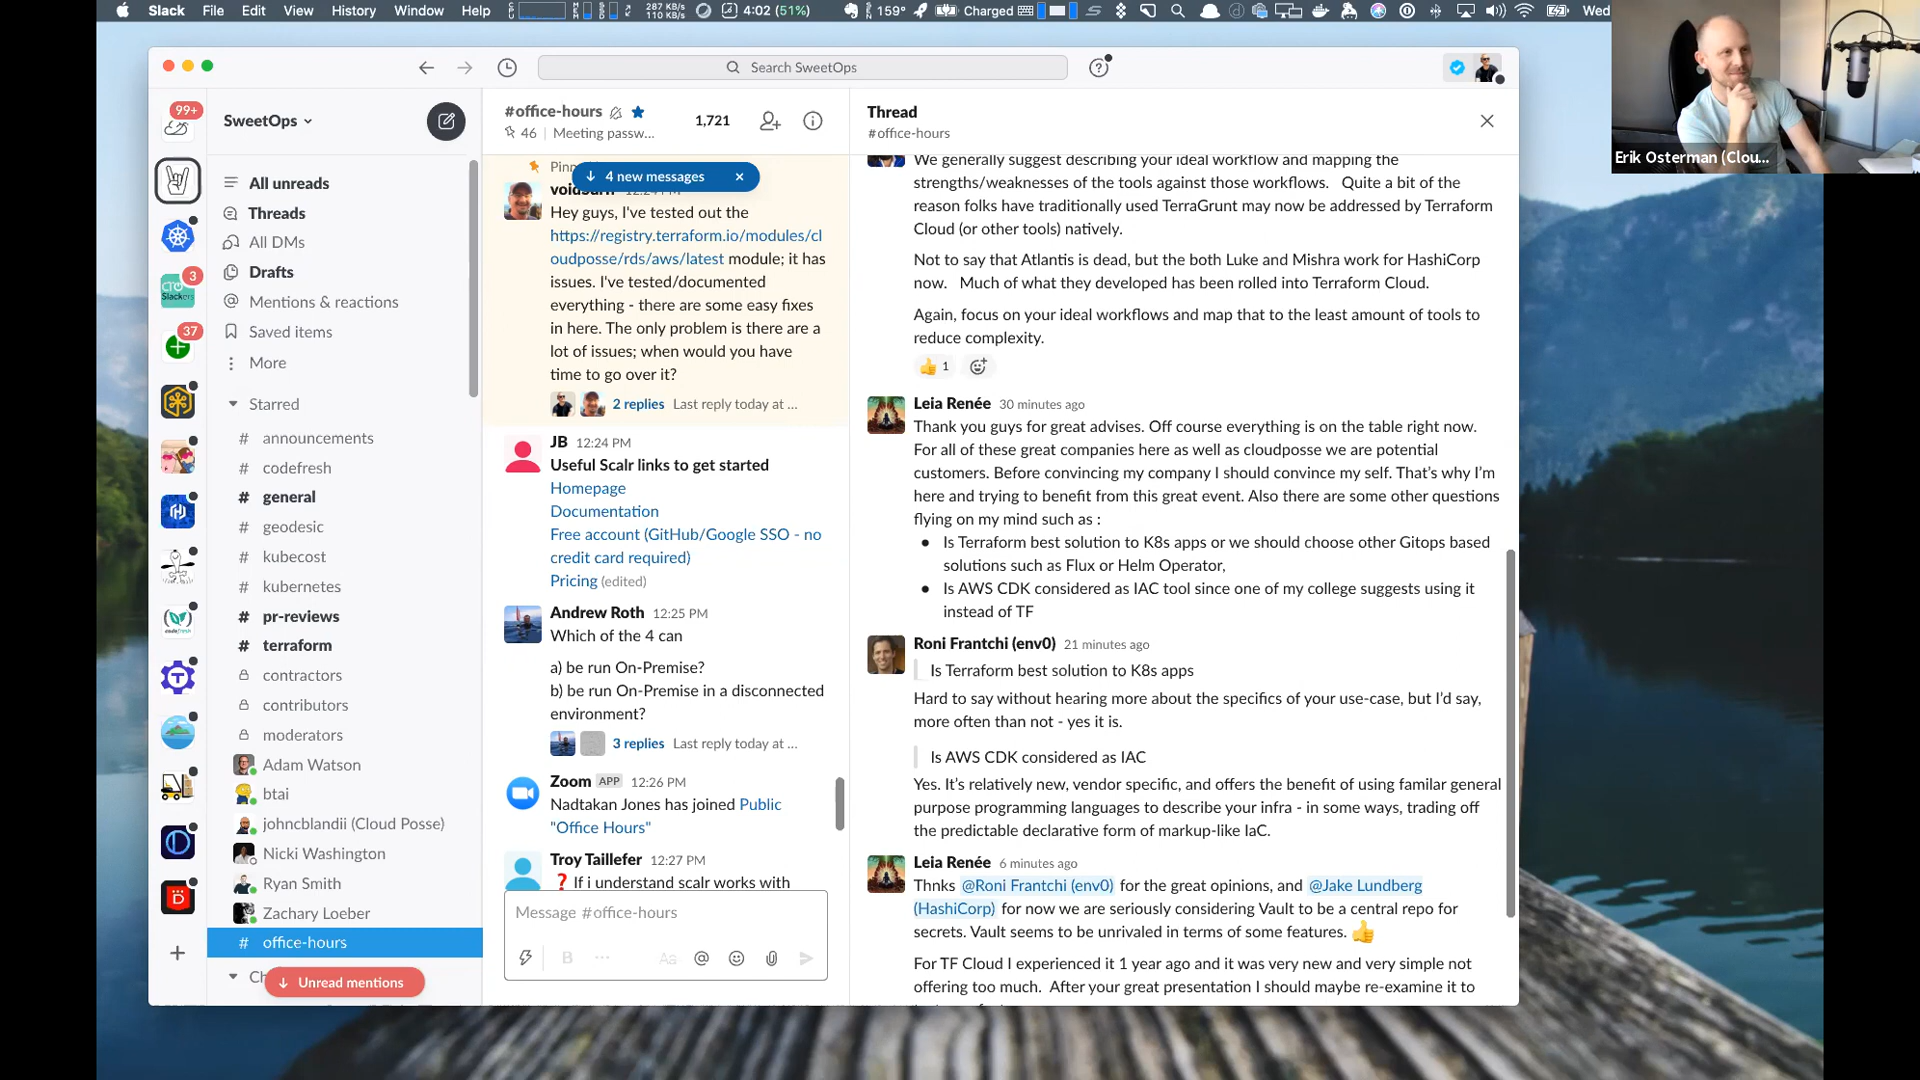 Slack File Edit View History Window Help
287 KB/s
110 KB/s
4:02 (51%)
159°
Charged
Wed
Erik Osterman (Clou...
Search SweetOps
99+
3
37
SweetOps
All unreads
Threads
All DMs
Drafts
Mentions & reactions
Saved items
More
Starred
# announcements
# codefresh
# general
# geodesic
# kubecost
# kubernetes
# pr-reviews
# terraform
contractors
contributors
moderators
Adam Watson
btai
johncblandii (Cloud Posse)
Nicki Washington
Ryan Smith
Zachary Loeber
# office-hours
Unread mentions
#office-hours
46 | Meeting passw...
1,721
4 new messages
Hey guys, I've tested out the
https://registry.terraform.io/modules/cl
oudposse/rds/aws/latest module; it has
issues. I've tested/documented
everything - there are some easy fixes
in here. The only problem is there are a
lot of issues; when would you have
time to go over it?
2 replies Last reply today at ...
JB 12:24 PM
Useful Scalr links to get started
Homepage
Documentation
Free account (GitHub/Google SSO - no
credit card required)
Pricing (edited)
Andrew Roth 12:25 PM
Which of the 4 can
a) be run On-Premise?
b) be run On-Premise in a disconnected
environment?
3 replies Last reply today at ...
Zoom APP 12:26 PM
Nadtakan Jones has joined Public
"Office Hours"
Troy Taillefer 12:27 PM
❓ If i understand scalr works with
Message #office-hours
Thread
#office-hours
We generally suggest describing your ideal workflow and mapping the
strengths/weaknesses of the tools against those workflows. Quite a bit of the
reason folks have traditionally used TerraGrunt may now be addressed by Terraform
Cloud (or other tools) natively.
Not to say that Atlantis is dead, but the both Luke and Mishra work for HashiCorp
now. Much of what they developed has been rolled into Terraform Cloud.
Again, focus on your ideal workflows and map that to the least amount of tools to
reduce complexity.
👍 1
Leia Renée 30 minutes ago
Thank you guys for great advises. Off course everything is on the table right now.
For all of these great companies here as well as cloudposse we are potential
customers. Before convincing my company I should convince my self. That's why I'm
here and trying to benefit from this great event. Also there are some other questions
flying on my mind such as :
● Is Terraform best solution to K8s apps or we should choose other Gitops based
solutions such as Flux or Helm Operator,
● Is AWS CDK considered as IAC tool since one of my college suggests using it
instead of TF
Roni Frantchi (env0) 21 minutes ago
Is Terraform best solution to K8s apps
Hard to say without hearing more about the specifics of your use-case, but I'd say,
more often than not - yes it is.
Is AWS CDK considered as IAC
Yes. It's relatively new, vendor specific, and offers the benefit of using familar general
purpose programming languages to describe your infra - in some ways, trading off
the predictable declarative form of markup-like IaC.
Leia Renée 6 minutes ago
Thnks @Roni Frantchi (env0) for the great opinions, and @Jake Lundberg
(HashiCorp) for now we are seriously considering Vault to be a central repo for
secrets. Vault seems to be unrivaled in terms of some features. 👍
For TF Cloud I experienced it 1 year ago and it was very new and very simple not
offering too much. After your great presentation I should maybe re-examine it to